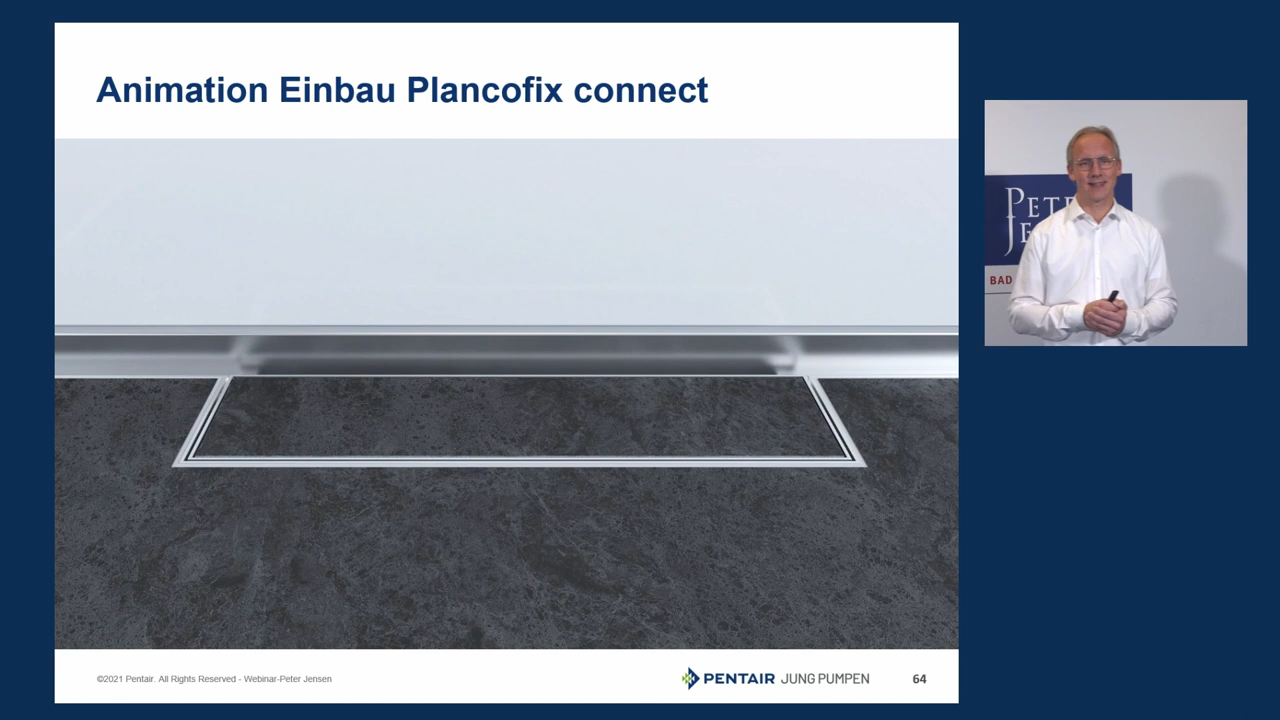 Animation Einbau Plancofix connect
©2021 Pentair. All Rights Reserved - Webinar-Peter Jensen
PENTAIR JUNG PUMPEN
64
BAD